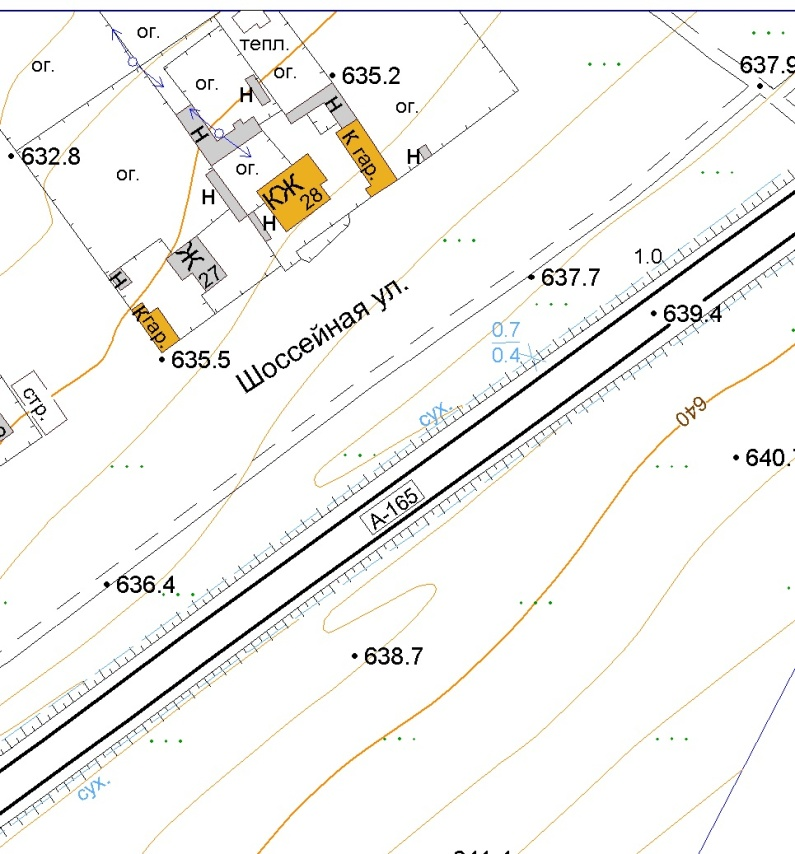 ог.
тепл.
ог.
ог.
ог.
635.2
637.9
Н
Н
ог.
Н
К гар.
Н
632.8
ог.
ог.
КЖ
28
Н
Н
Ж
27
Н
Кгар.
635.5
Шоссейная ул.
637.7
1.0
639.4
0.7
0.4
сух.
стр.
640
640.
А-165
636.4
638.7
сух.